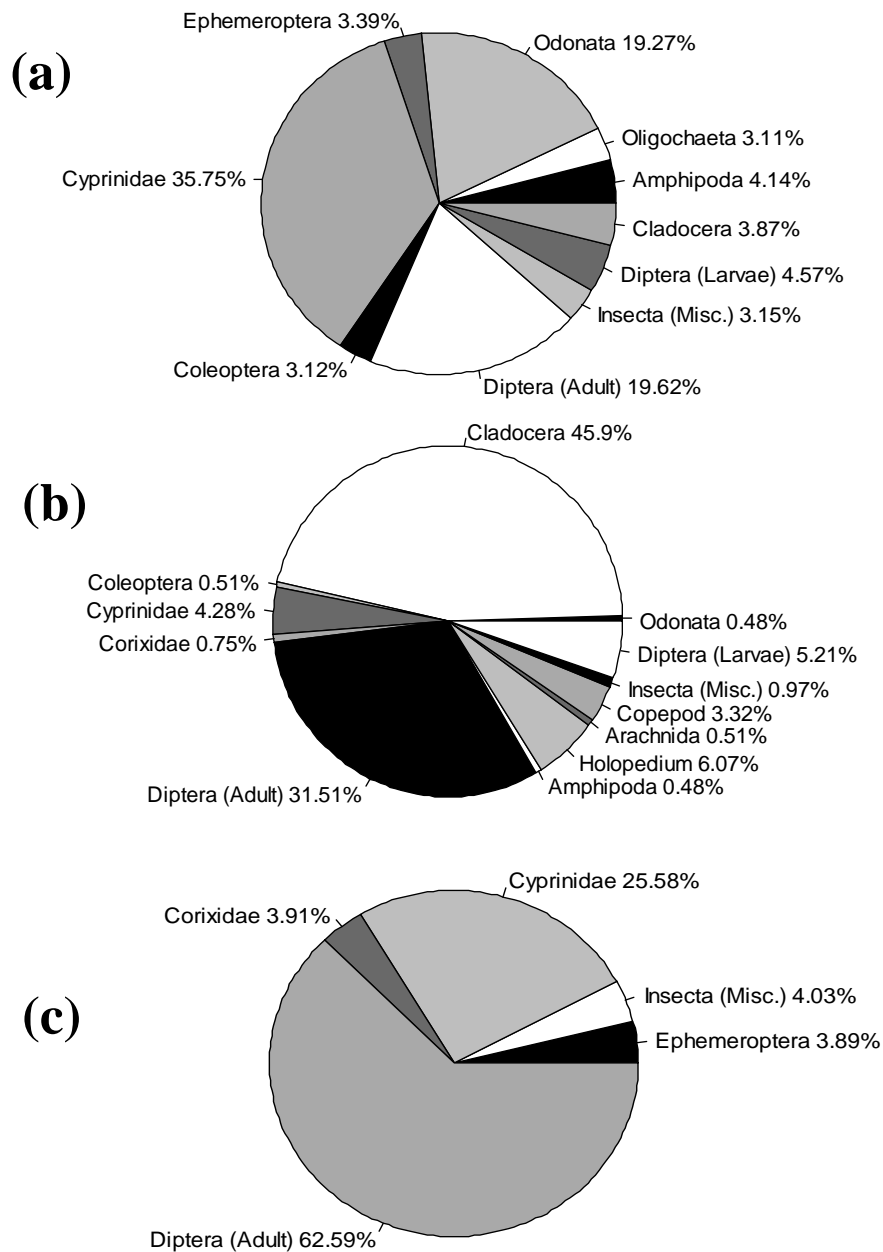 (a)
Ephemeroptera 3.39%
Odonata 19.27%
Oligochaeta 3.11%
Cyprinidae 35.75%
Amphipoda 4.14%
Cladocera 3.87%
Diptera (Larvae) 4.57%
Insecta (Misc.) 3.15%
Coleoptera 3.12%
Diptera (Adult) 19.62%
(b)
Cladocera 45.9%
Coleoptera 0.51%
Cyprinidae 4.28%
Corixidae 0.75%
Odonata 0.48%
Diptera (Larvae) 5.21%
Insecta (Misc.) 0.97%
Copepod 3.32%
Arachnida 0.51%
Holopedium 6.07%
Amphipoda 0.48%
Diptera (Adult) 31.51%
(c)
Cyprinidae 25.58%
Corixidae 3.91%
Insecta (Misc.) 4.03%
Ephemeroptera 3.89%
Diptera (Adult) 62.59%